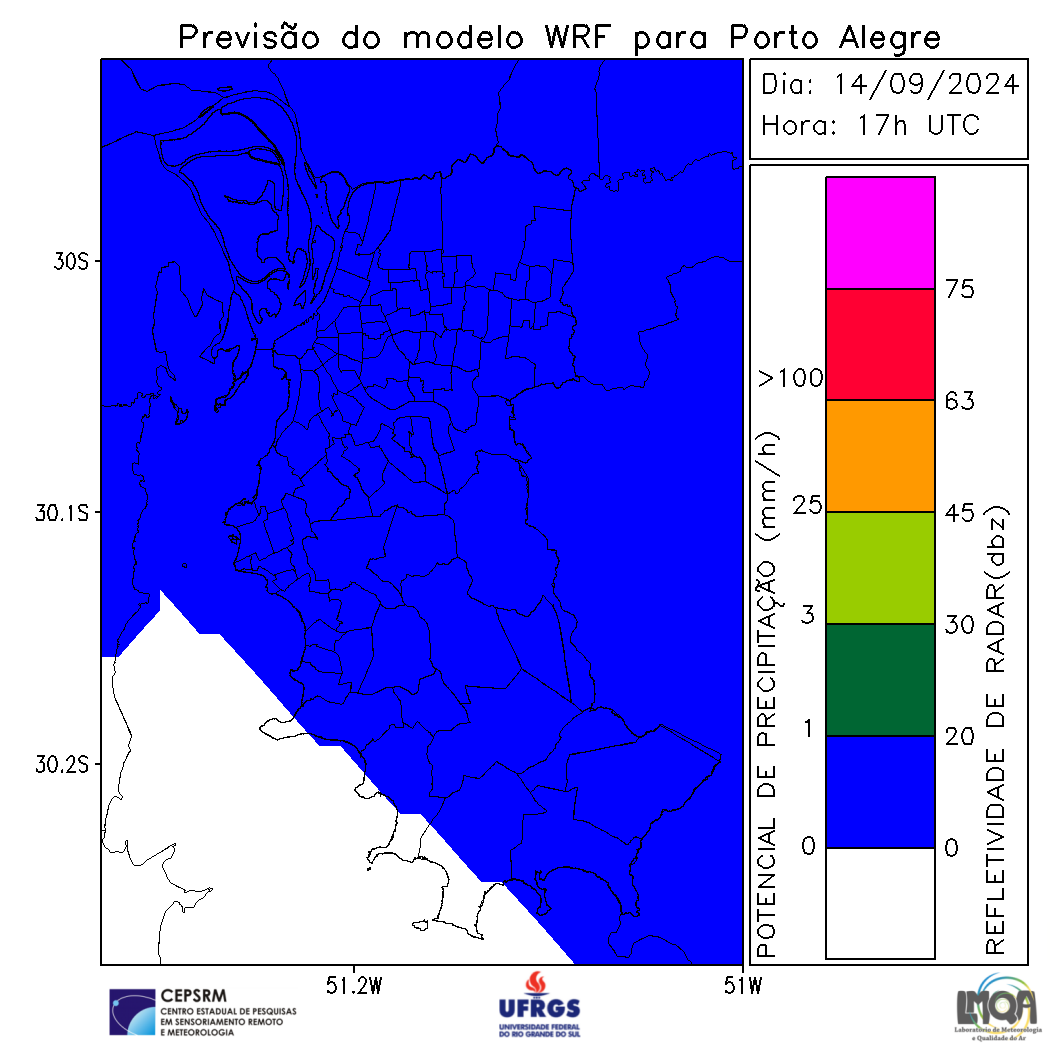 Previsão do modelo WRF para Porto Alegre
Dia: 14/09/2024
Hora: 17h UTC
30S
30.1S
30.2S
51.2W
51W
POTENCIAL DE PRECIPITAÇÃO (mm/h)
>100
25
3
1
0
75
63
45
30
20
0
REFLETIVIDADE DE RADAR(dbz)
CEPSRM
CENTRO ESTADUAL DE PESQUISAS
EM SENSORIAMENTO REMOTO
E METEOROLOGIA
UFRGS
UNIVERSIDADE FEDERAL
DO RIO GRANDE DO SUL
LMQA
Laboratório de Meteorologia
e Qualidade do Ar